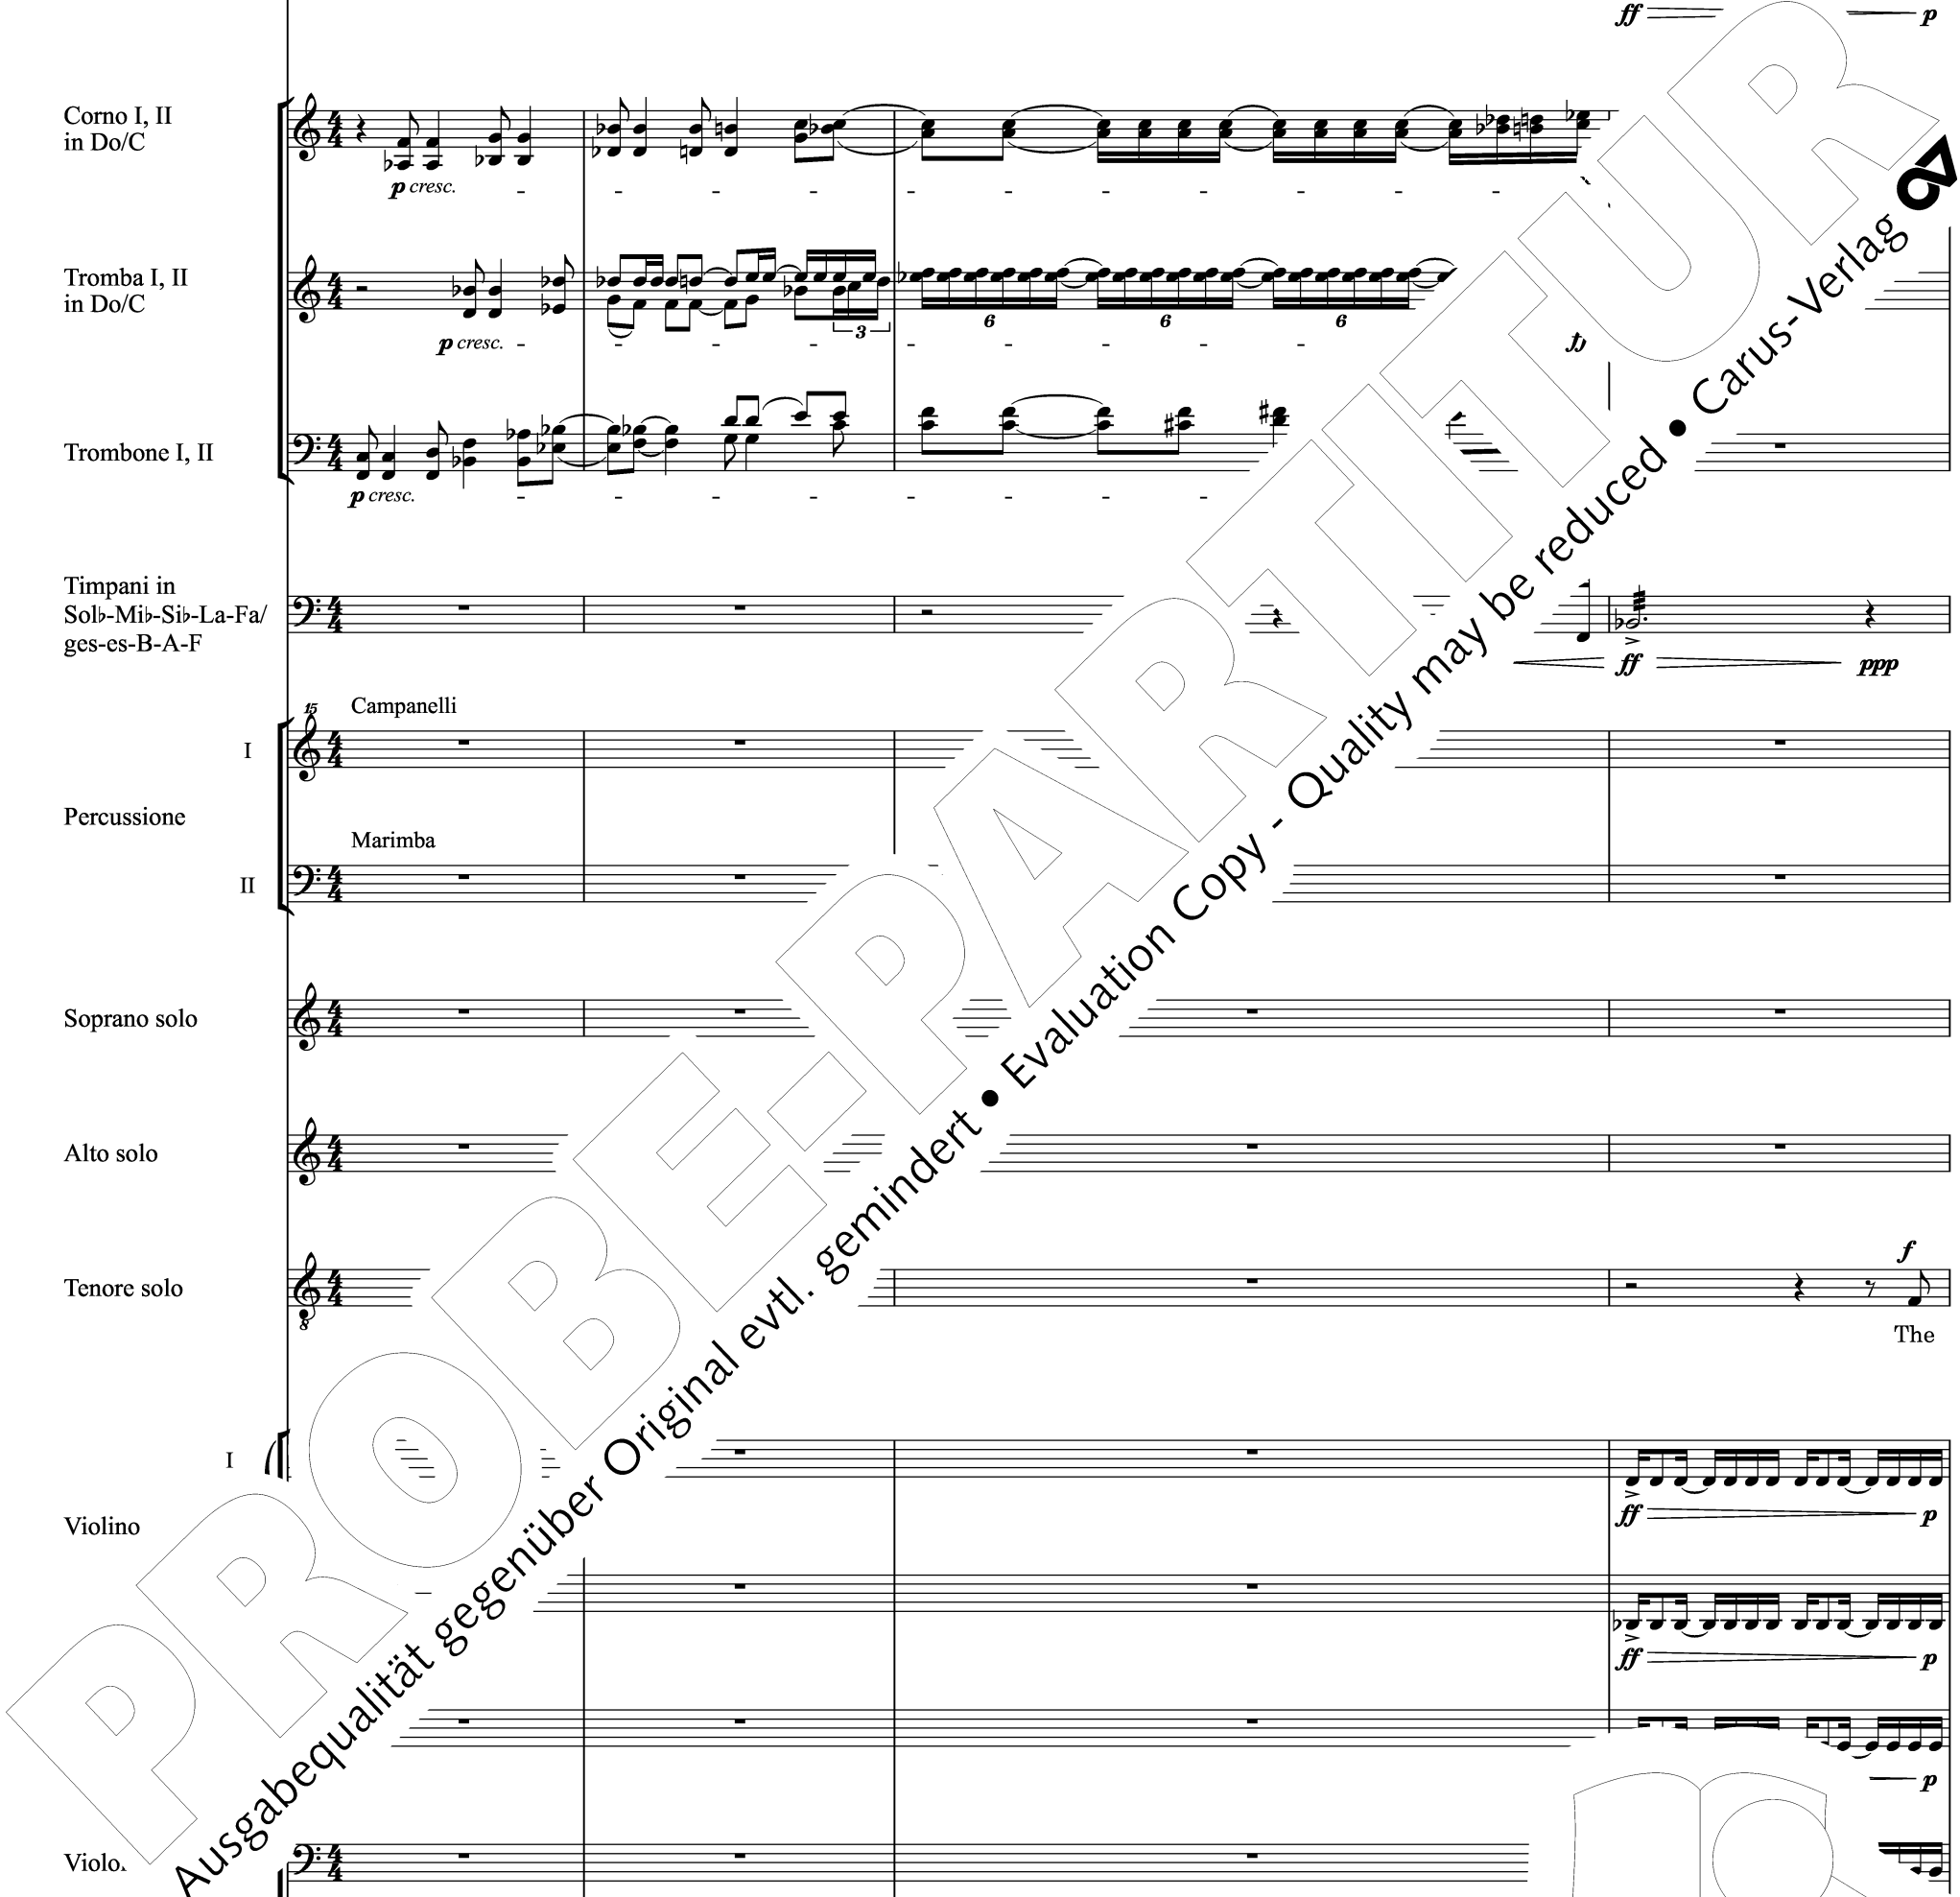 ff p
Corno I, II
in Do/C
p cresc.
Tromba I, II
in Do/C
p cresc.
6 6 6
3
Trombone I, II
p cresc.
Timpani in
Sol♭-Mi♭-Si♭-La-Fa/
ges-es-B-A-F
ff ppp
15
Campanelli
I
Percussione
Marimba
II
Soprano solo
Alto solo
f
Tenore solo
8
The
I
ff p
Violino
ff p
p
PROBE-PARTITUR
Ausgabequalität gegenüber Original evtl. gemindert • Evaluation Copy - Quality may be reduced • Carus-Verlag